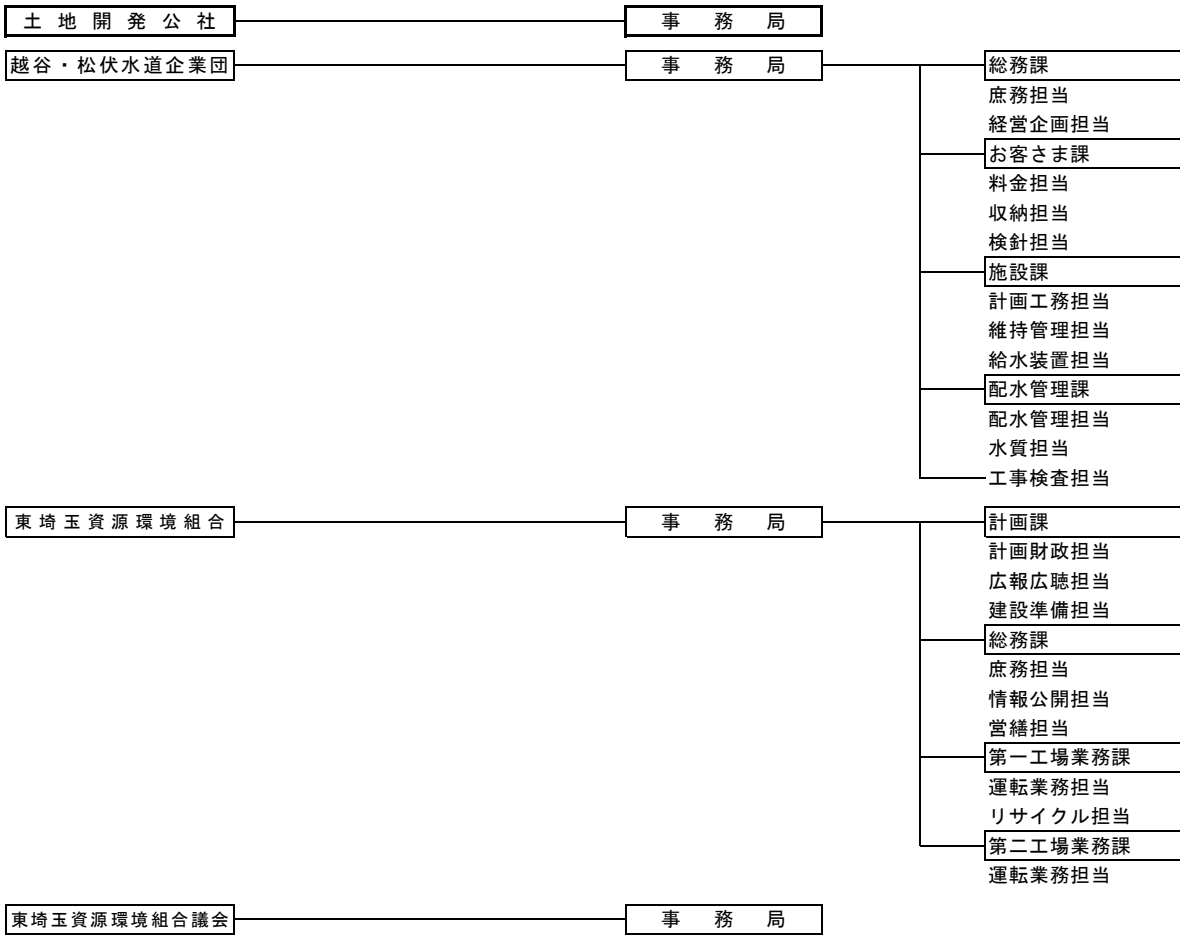 土地開発公社 事務局
越谷・松伏水道企業団 事務局 総務課
庶務担当
経営企画担当
お客さま課
料金担当
収納担当
検針担当
施設課
計画工務担当
維持管理担当
給水装置担当
配水管理課
配水管理担当
水質担当
工事検査担当
東埼玉資源環境組合 事務局 計画課
計画財政担当
広報広聴担当
建設準備担当
総務課
庶務担当
情報公開担当
営繕担当
第一工場業務課
運転業務担当
リサイクル担当
第二工場業務課
運転業務担当
東埼玉資源環境組合議会 事務局